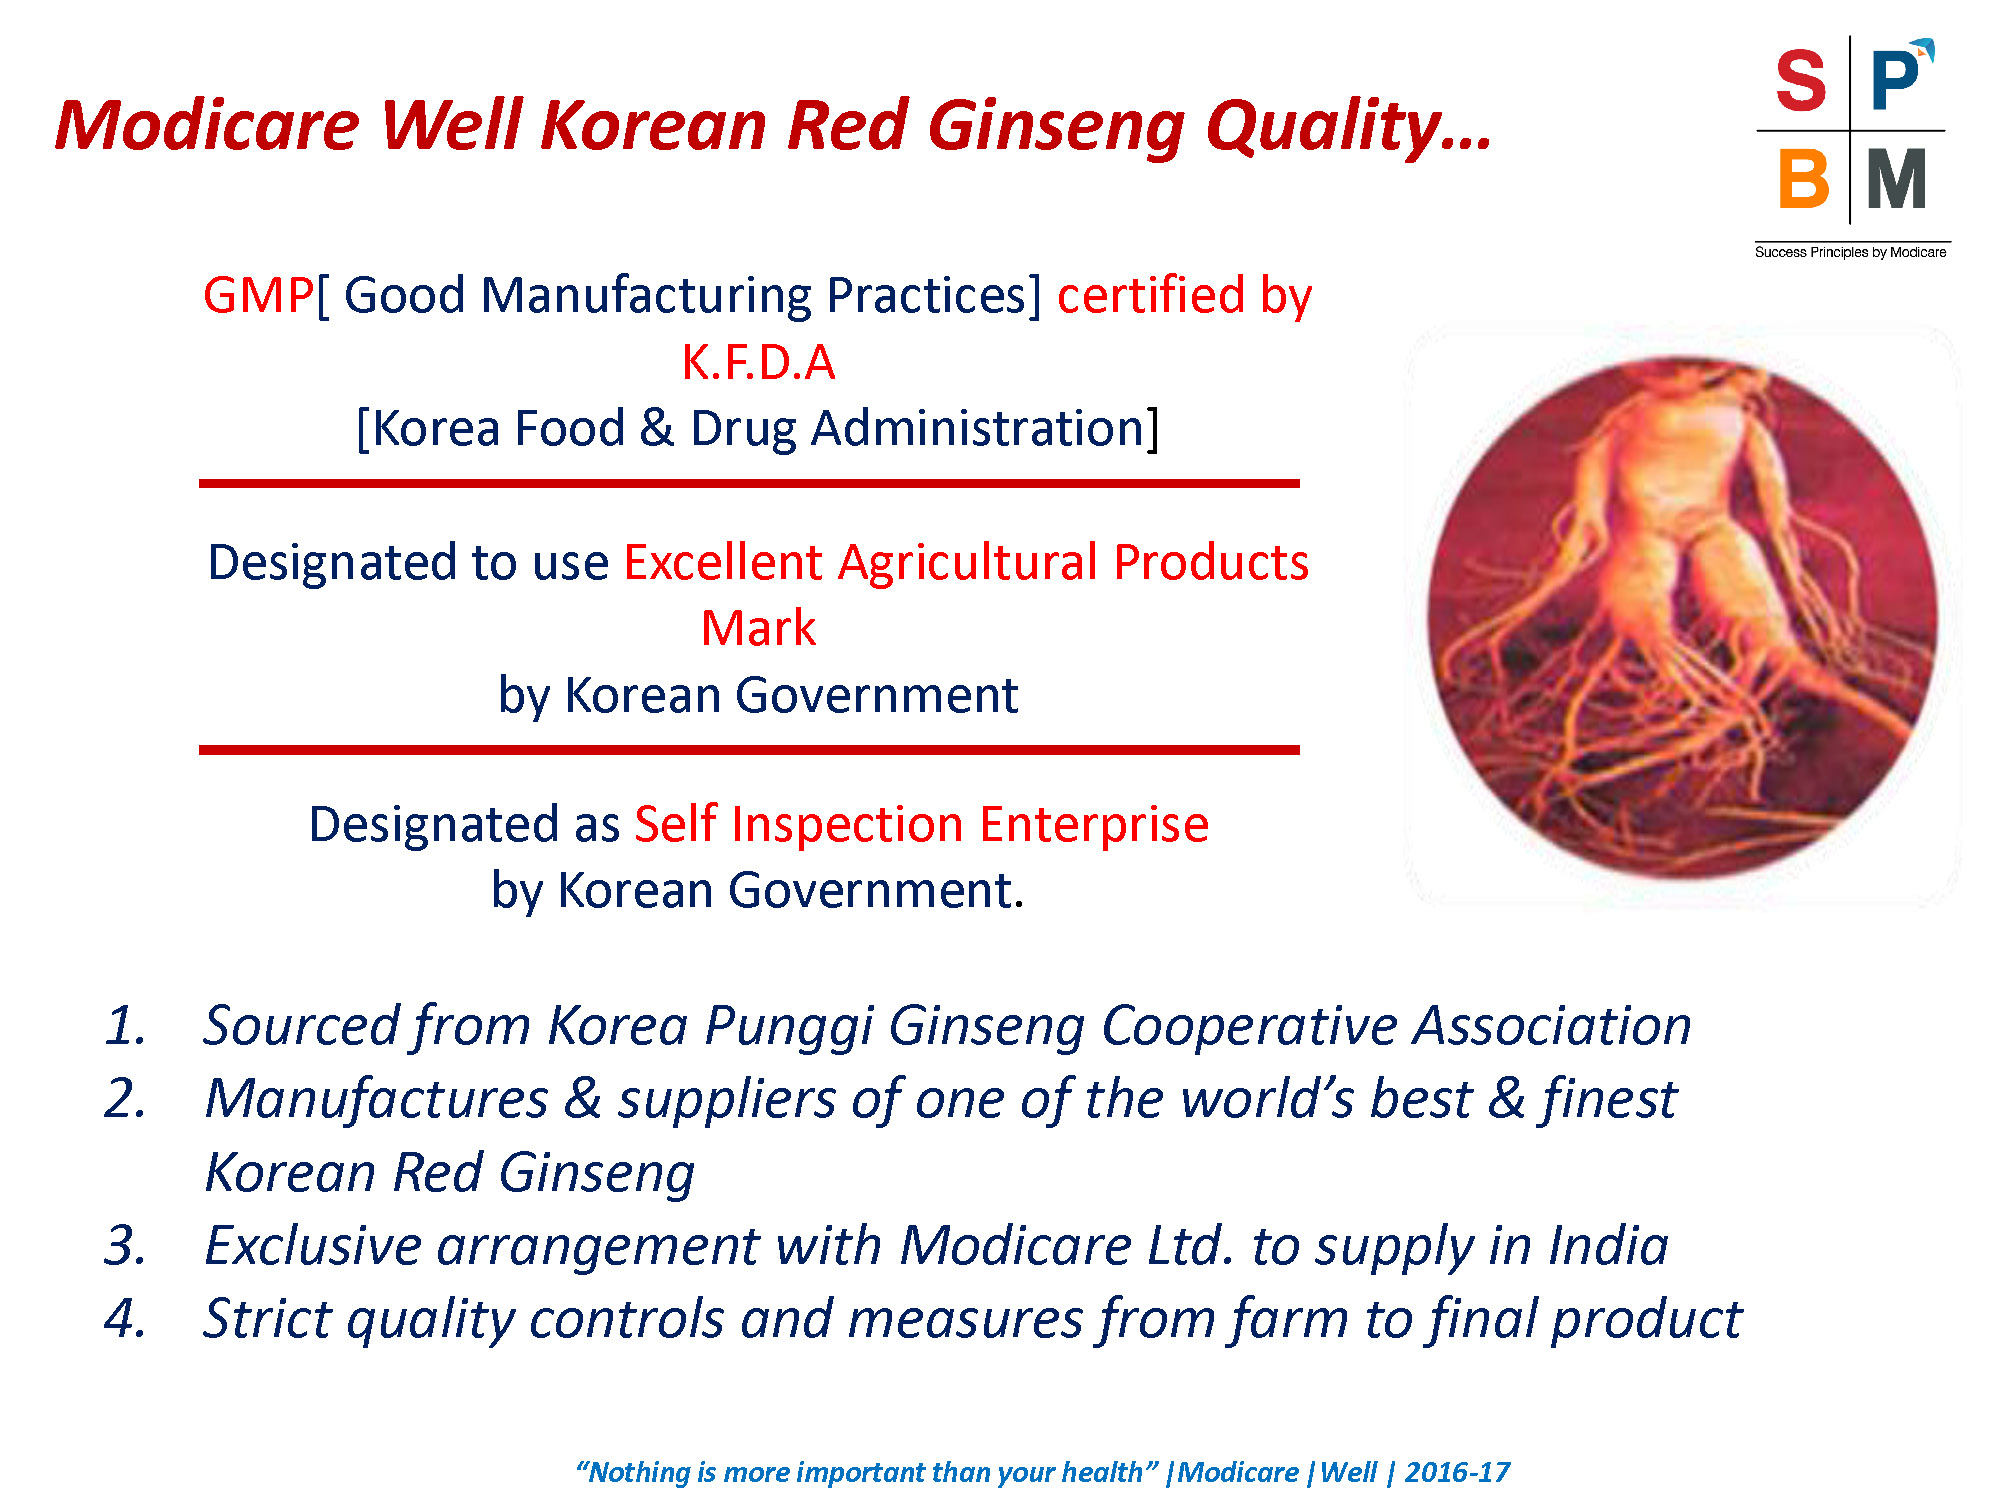 Modicare Well Korean Red Ginseng Quality...
S P
B M
Success Principles by Modicare
GMP[ Good Manufacturing Practices] certified by
K.F.D.A
[Korea Food & Drug Administration]
Designated to use Excellent Agricultural Products
Mark
by Korean Government
Designated as Self Inspection Enterprise
by Korean Government.
1. Sourced from Korea Punggi Ginseng Cooperative Association
2. Manufactures & suppliers of one of the world’s best & finest
Korean Red Ginseng
3. Exclusive arrangement with Modicare Ltd. to supply in India
4. Strict quality controls and measures from farm to final product
“Nothing is more important than your health” |Modicare |Well | 2016-17